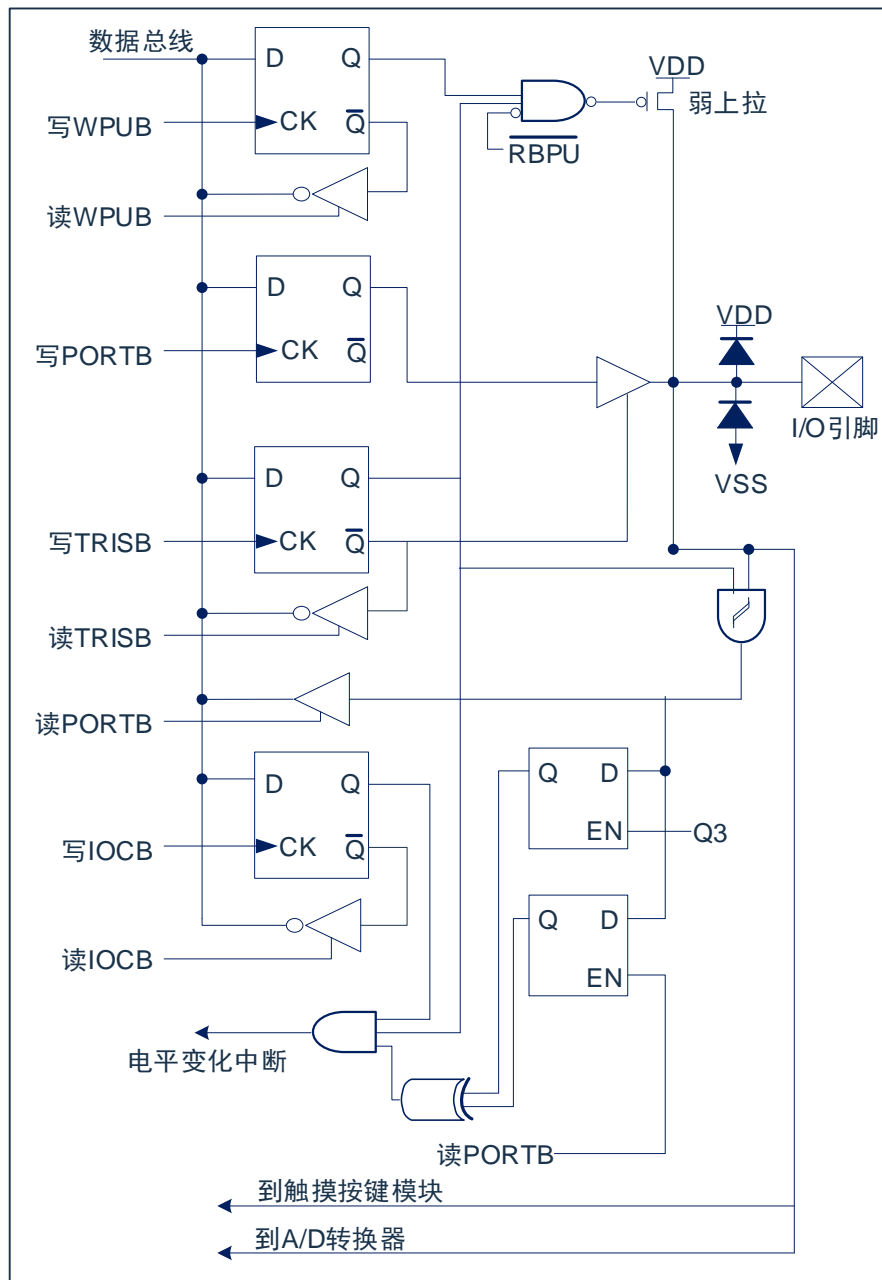 数据总线
D Q
VDD
弱上拉
写WPUB
CK Q̅
R̅B̅P̅U̅
读WPUB
D Q
VDD
写PORTB
CK Q̅
I/O引脚
D Q
VSS
写TRISB
CK Q̅
读TRISB
读PORTB
D Q
Q D
写IOCB
CK Q̅
EN
Q3
Q D
读IOCB
EN
电平变化中断
读PORTB
到触摸按键模块
到A/D转换器